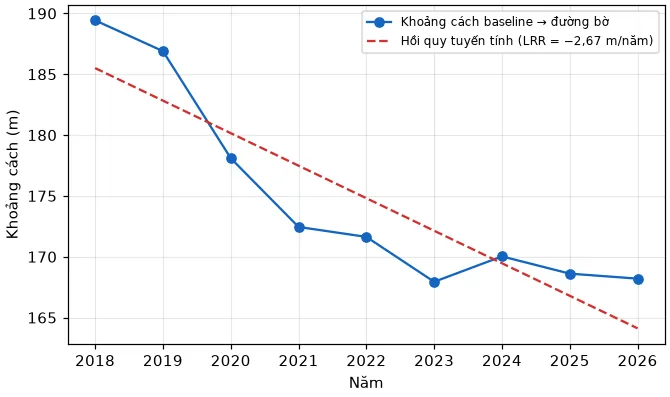 Khoảng cách baseline → đường bờ
Hồi quy tuyến tính (LRR = −2,67 m/năm)
Khoảng cách (m)
190
185
180
175
170
165
2018 2019 2020 2021 2022 2023 2024 2025 2026
Năm